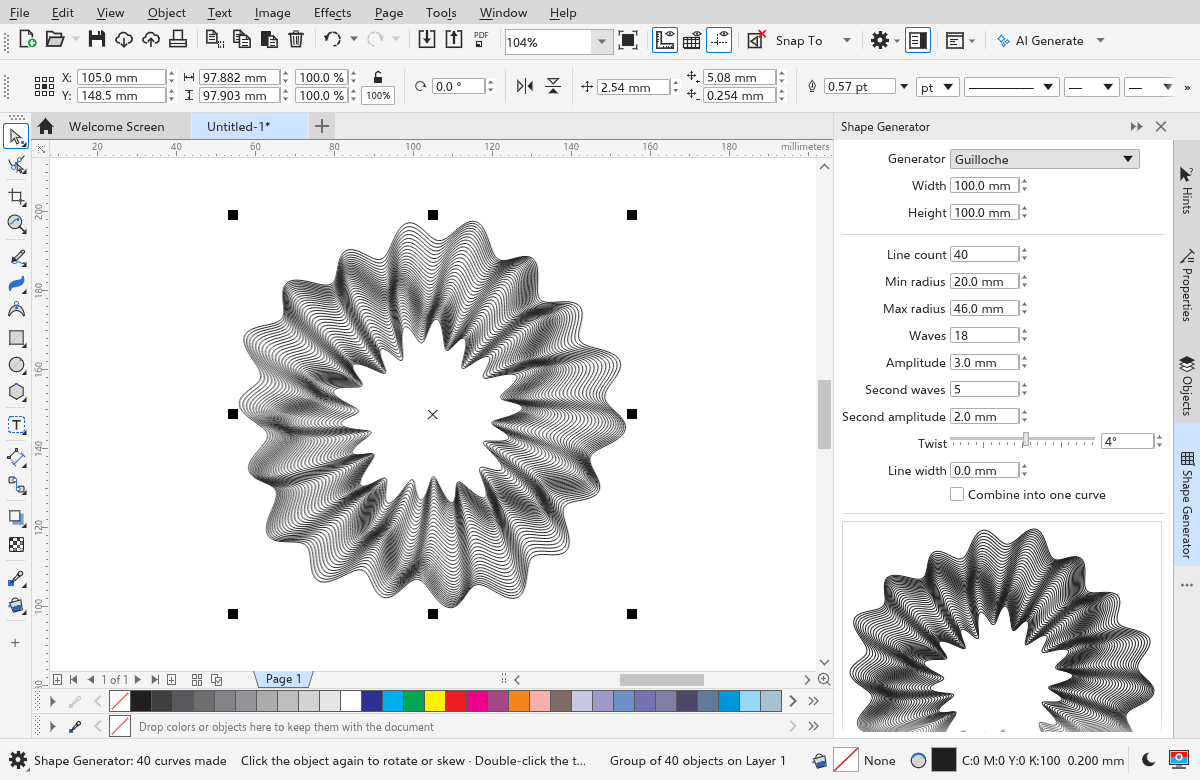 File Edit View Object Text Image Effects Page Tools Window Help
PDF 104% Snap To AI Generate
X: 105.0 mm 97.882 mm 100.0 % 0.0 ° 2.54 mm 5.08 mm 0.57 pt pt
Y: 148.5 mm 97.903 mm 100.0 % 100% 0.254 mm »
Welcome Screen Untitled-1*
20 40 60 80 100 120 140 160 180 millimeters
200
180
160
140
120
100
Shape Generator
Generator Guilloche
Width 100.0 mm
Height 100.0 mm
Line count 40
Min radius 20.0 mm
Max radius 46.0 mm
Waves 18
Amplitude 3.0 mm
Second waves 5
Second amplitude 2.0 mm
Twist 4°
Line width 0.0 mm
Combine into one curve
Hints
Properties
Objects
Shape Generator
1 of 1 Page 1
Drop colors or objects here to keep them with the document
Shape Generator: 40 curves made Click the object again to rotate or skew Double-click the t... Group of 40 objects on Layer 1 None C:0 M:0 Y:0 K:100 0.200 mm